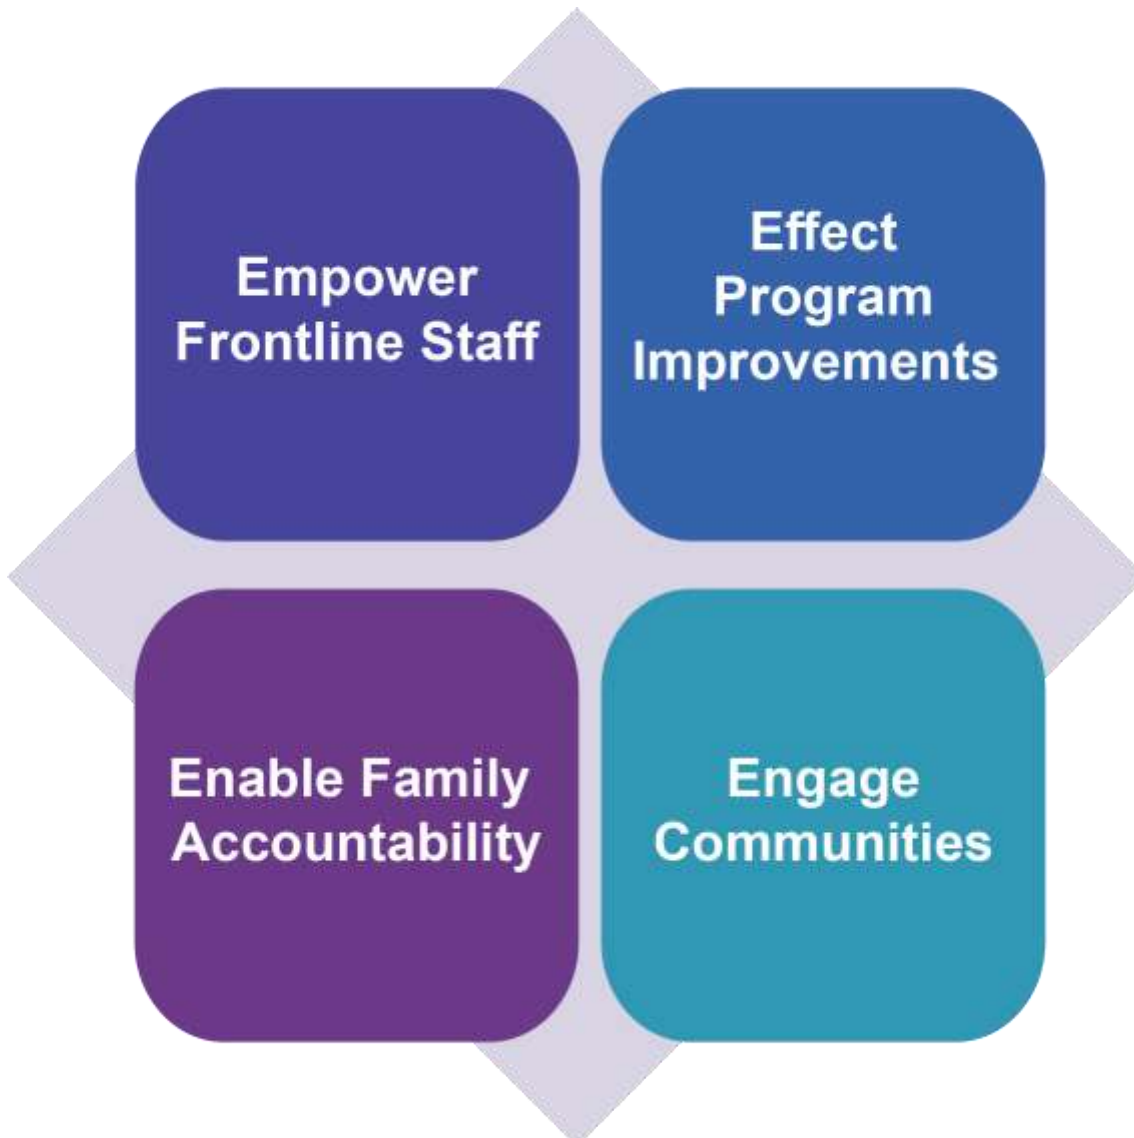 Empower
Frontline Staff
Effect
Program
Improvements
Enable Family
Accountability
Engage
Communities